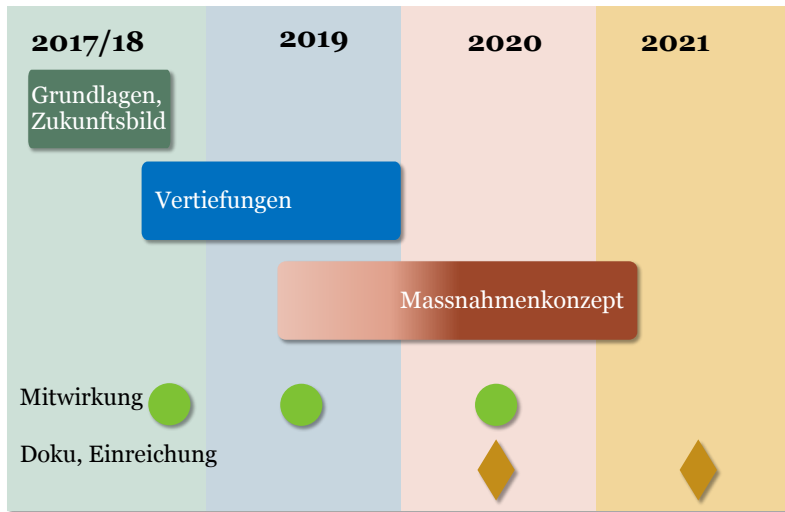 2017/18 2019 2020 2021
Grundlagen,
Zukunftsbild
Vertiefungen
Massnahmenkonzept
Mitwirkung
Doku, Einreichung